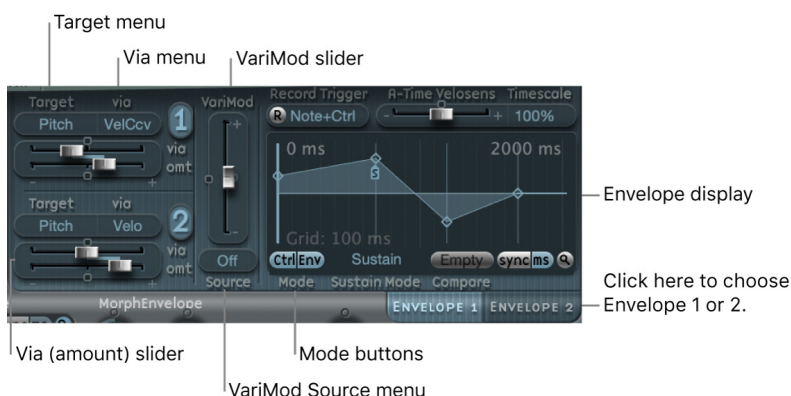 Target menu
Via menu
VariMod slider
Target via
Pitch VelCcv
1
via
amt
Target via
Pitch Velo
2
via
amt
VariMod
+
-
Off
Source
Record Trigger A-Time Velosens Timescale
R Note+Ctrl - + 100%
0 ms 2000 ms
S
Grid: 100 ms
Ctrl Env Sustain Empty sync ms
Mode Sustain Mode Compare
MorphEnvelope
ENVELOPE 1 ENVELOPE 2
Envelope display
Click here to choose
Envelope 1 or 2.
Via (amount) slider
Mode buttons
VariMod Source menu